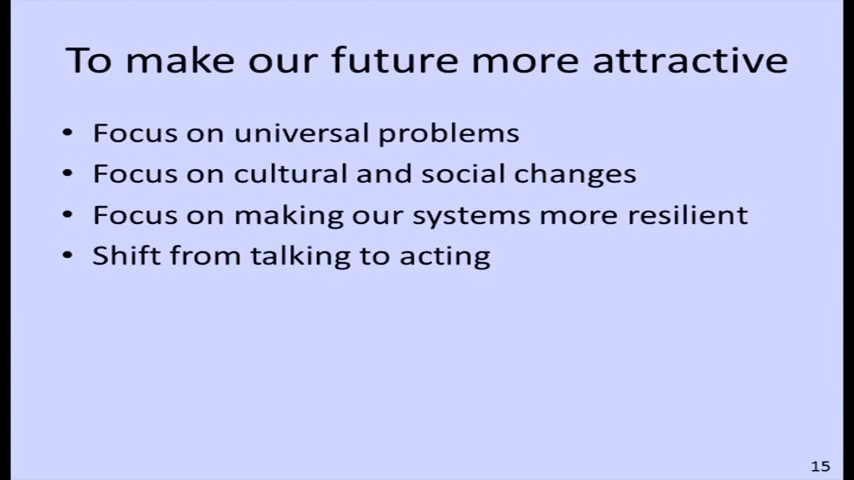 To make our future more attractive
• Focus on universal problems
• Focus on cultural and social changes
• Focus on making our systems more resilient
• Shift from talking to acting
15